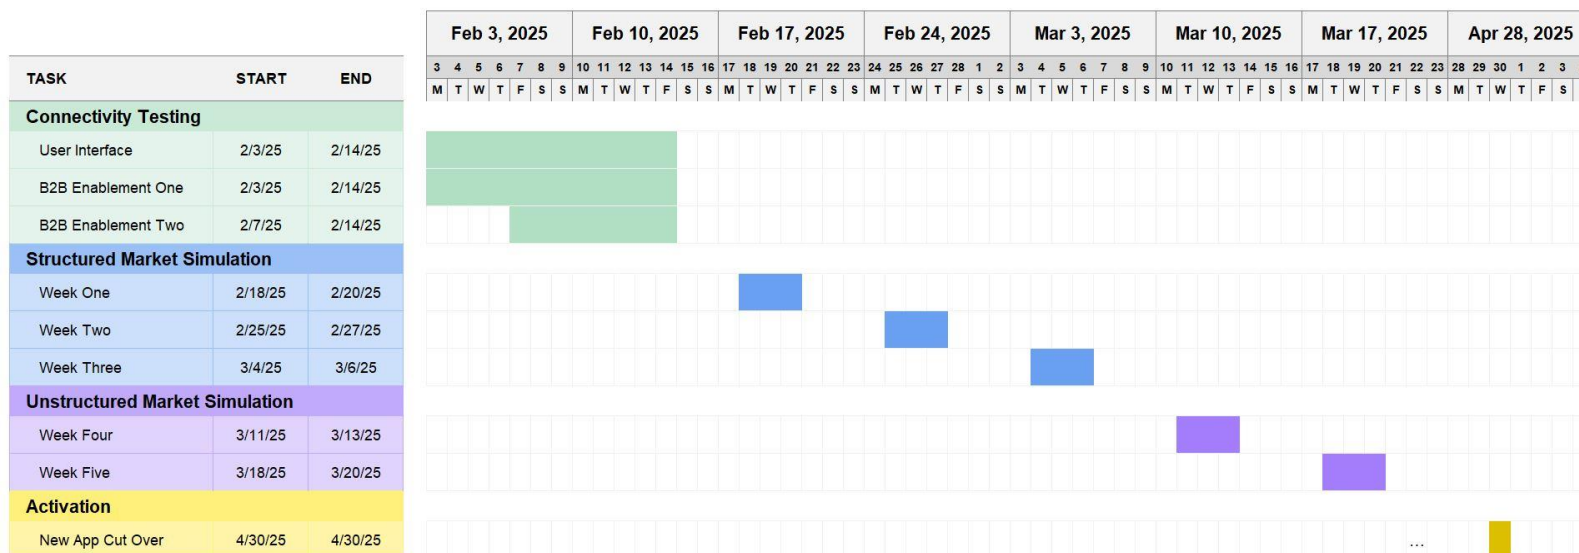 Feb 3, 2025 Feb 10, 2025 Feb 17, 2025 Feb 24, 2025 Mar 3, 2025 Mar 10, 2025 Mar 17, 2025 Apr 28, 2025
TASK START END 3 4 5 6 7 8 9 10 11 12 13 14 15 16 17 18 19 20 21 22 23 24 25 26 27 28 1 2 3 4 5 6 7 8 9 10 11 12 13 14 15 16 17 18 19 20 21 22 23 28 29 30 1 2 3
M T W T F S S M T W T F S S M T W T F S S M T W T F S S M T W T F S S M T W T F S S M T W T F S S M T W T F S
Connectivity Testing
User Interface 2/3/25 2/14/25
B2B Enablement One 2/3/25 2/14/25
B2B Enablement Two 2/7/25 2/14/25
Structured Market Simulation
Week One 2/18/25 2/20/25
Week Two 2/25/25 2/27/25
Week Three 3/4/25 3/6/25
Unstructured Market Simulation
Week Four 3/11/25 3/13/25
Week Five 3/18/25 3/20/25
Activation
New App Cut Over 4/30/25 4/30/25 ...